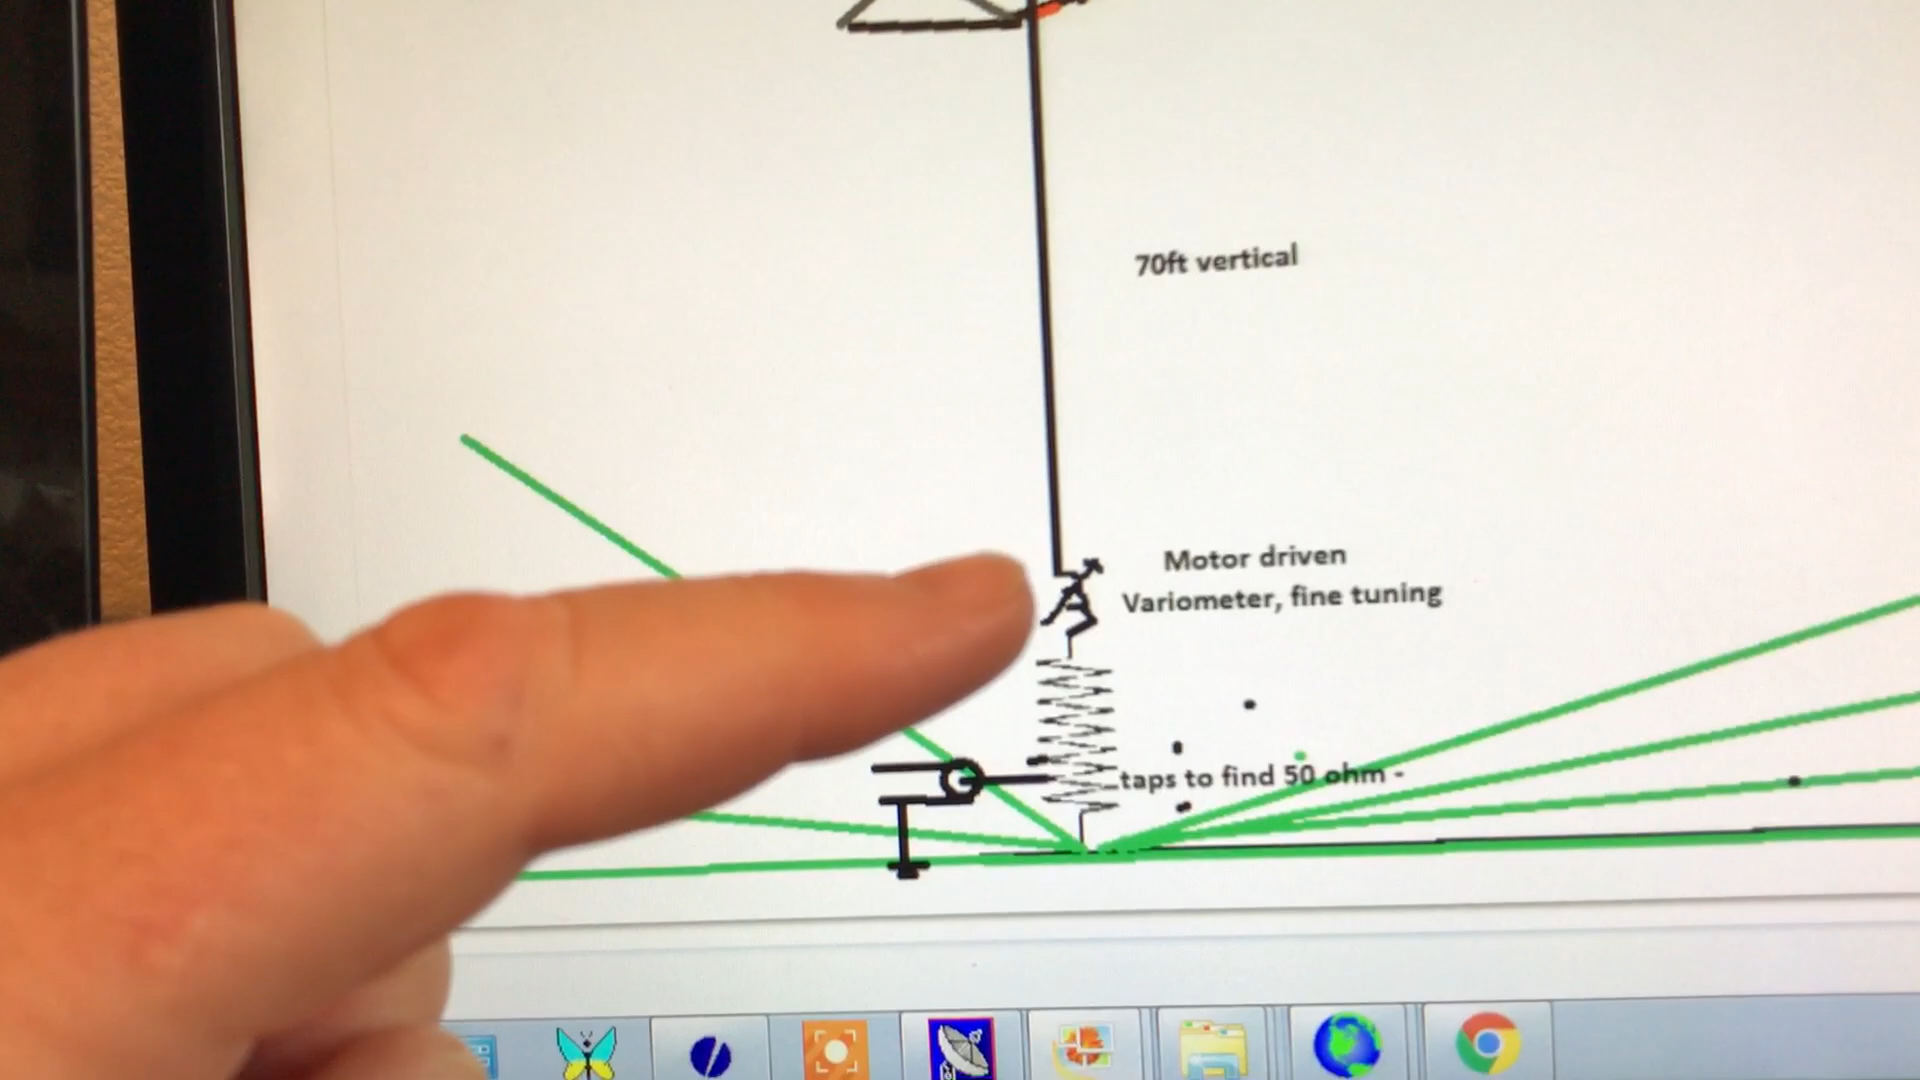 70ft vertical
Motor driven
Variometer, fine tuning
taps to find 50 ohm -